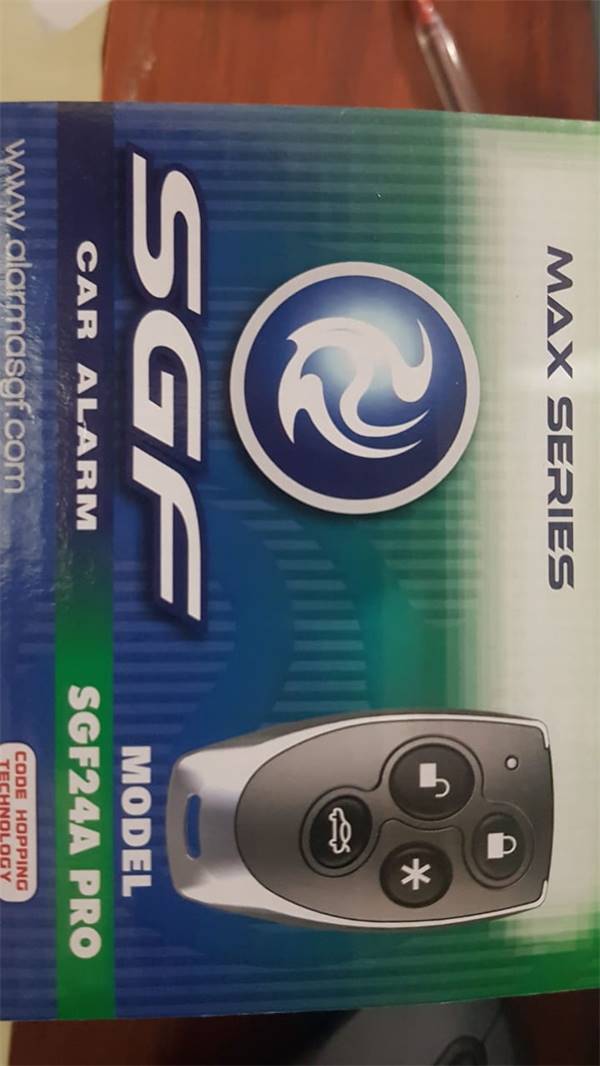 MAX SERIES
SGF
CAR ALARM
MODEL
SGF24A PRO
CODE HOPPING
TECHNOLOGY
www.alarmasgf.com